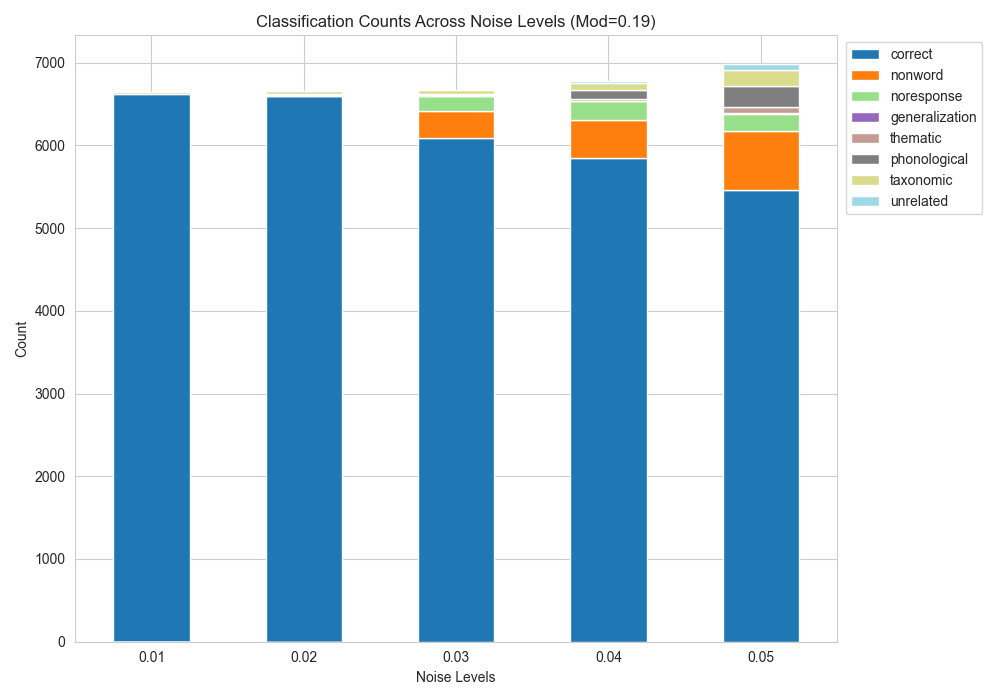 Classification Counts Across Noise Levels (Mod=0.19)
7000
6000
5000
4000
3000
2000
1000
0
Count
0.01 0.02 0.03 0.04 0.05
Noise Levels
correct
nonword
noresponse
generalization
thematic
phonological
taxonomic
unrelated